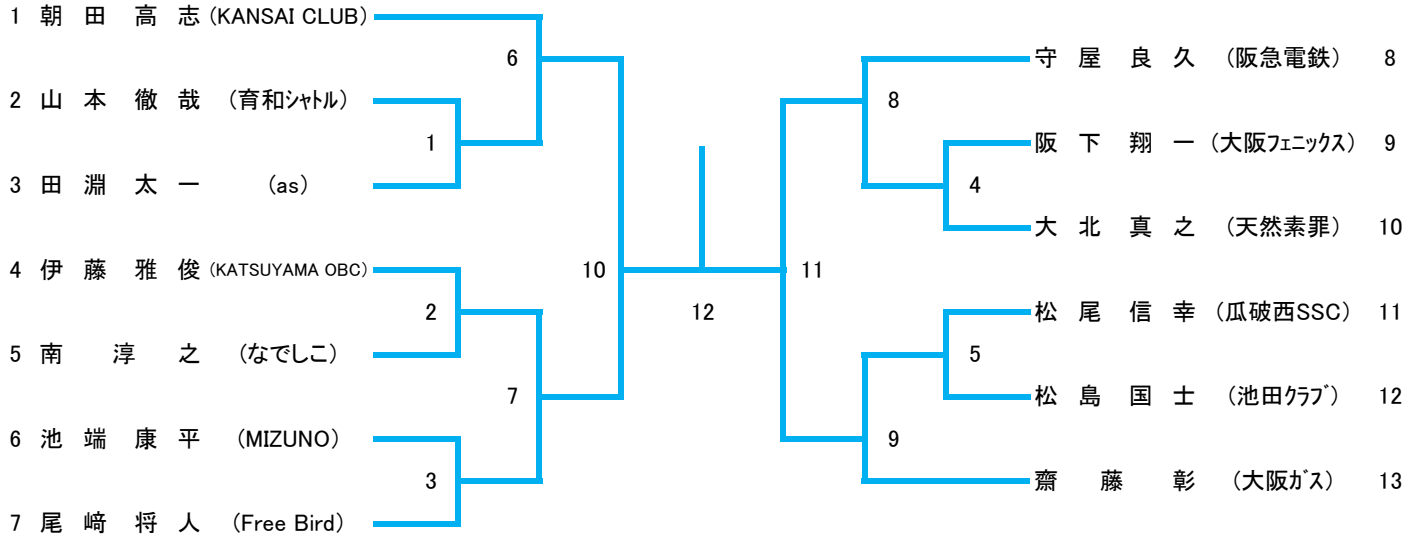 1 朝 田 高 志 (KANSAI CLUB)
6
守 屋 良 久 (阪急電鉄) 8
2 山 本 徹 哉 (育和シャトル)
8
1
阪 下 翔 一 (大阪フェニックス) 9
3 田 淵 太 一 (as)
4
大 北 真 之 (天然素罪) 10
4 伊 藤 雅 俊 (KATSUYAMA OBC)
10
11
2
12
松 尾 信 幸 (瓜破西SSC) 11
5 南 淳 之 (なでしこ)
5
7
松 島 国 士 (池田クラブ) 12
6 池 端 康 平 (MIZUNO)
9
3
齋 藤 彰 (大阪ガス) 13
7 尾 﨑 将 人 (Free Bird)